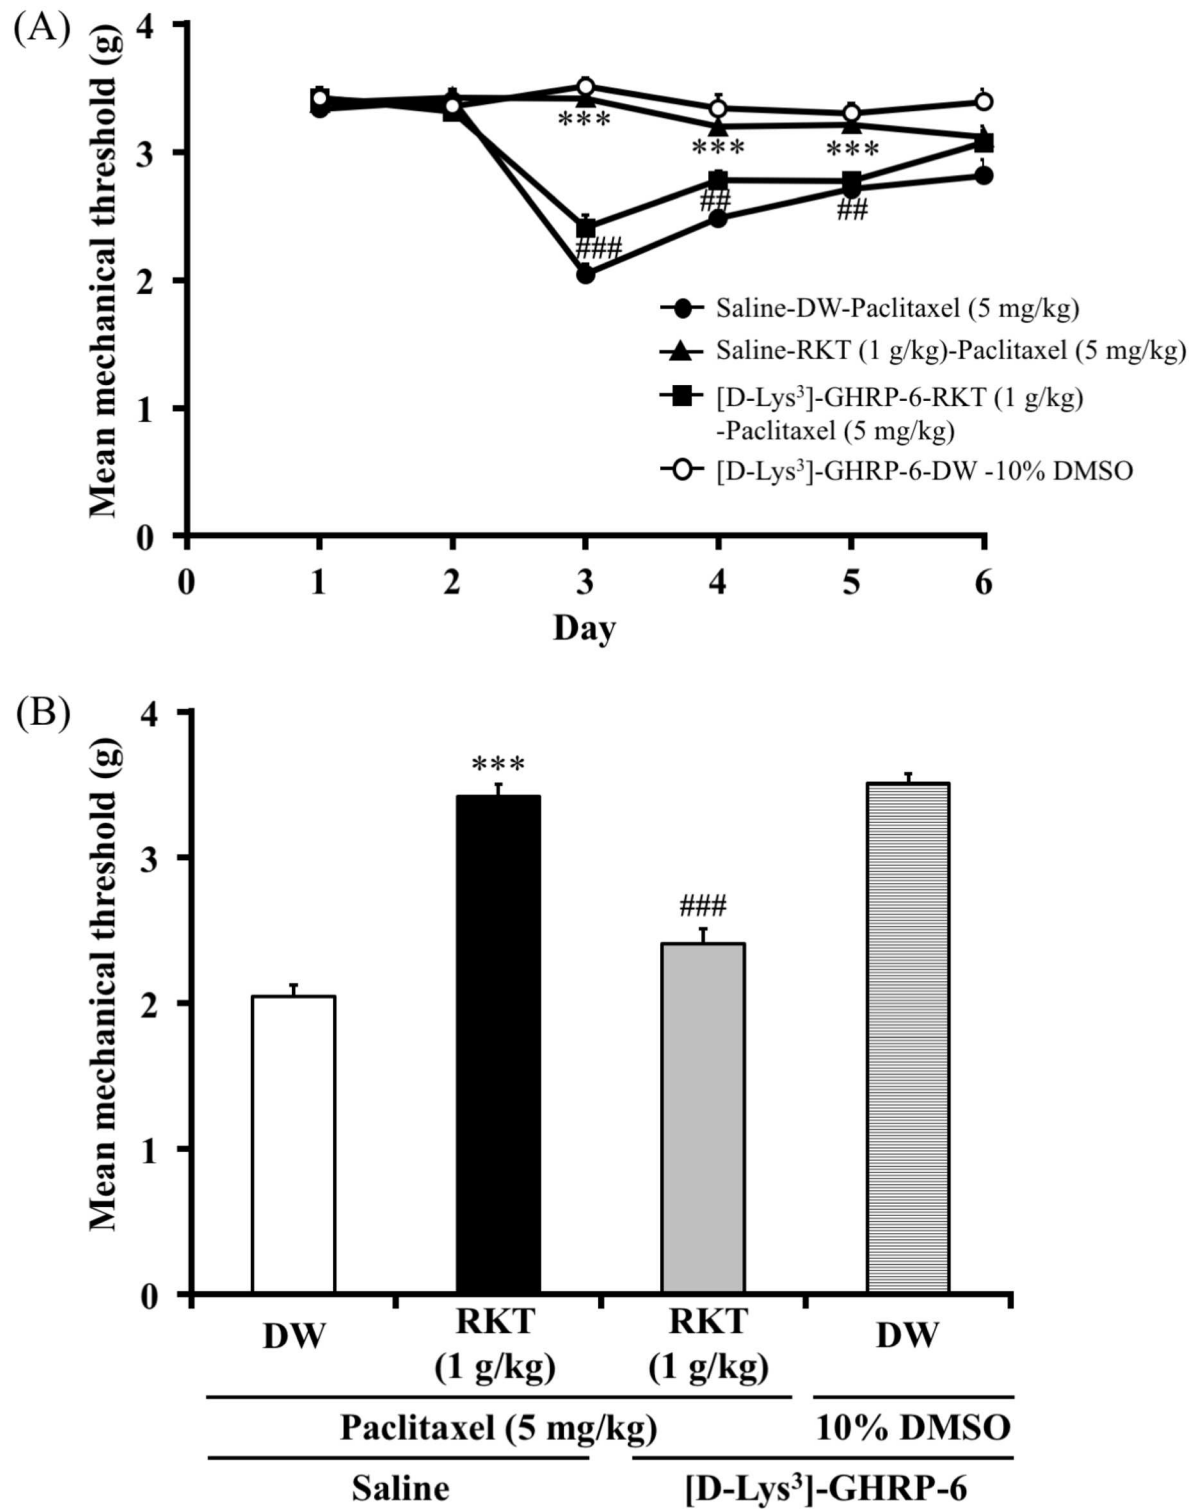 (A)
Mean mechanical threshold (g)
4
3
2
1
0
***
***
***
###
##
##
Saline-DW-Paclitaxel (5 mg/kg)
Saline-RKT (1 g/kg)-Paclitaxel (5 mg/kg)
[D-Lys³]-GHRP-6-RKT (1 g/kg)
-Paclitaxel (5 mg/kg)
[D-Lys³]-GHRP-6-DW -10% DMSO
0 1 2 3 4 5 6
Day
(B)
Mean mechanical threshold (g)
4
3
2
1
0
***
###
DW RKT RKT DW
(1 g/kg) (1 g/kg)
Paclitaxel (5 mg/kg) 10% DMSO
Saline [D-Lys³]-GHRP-6